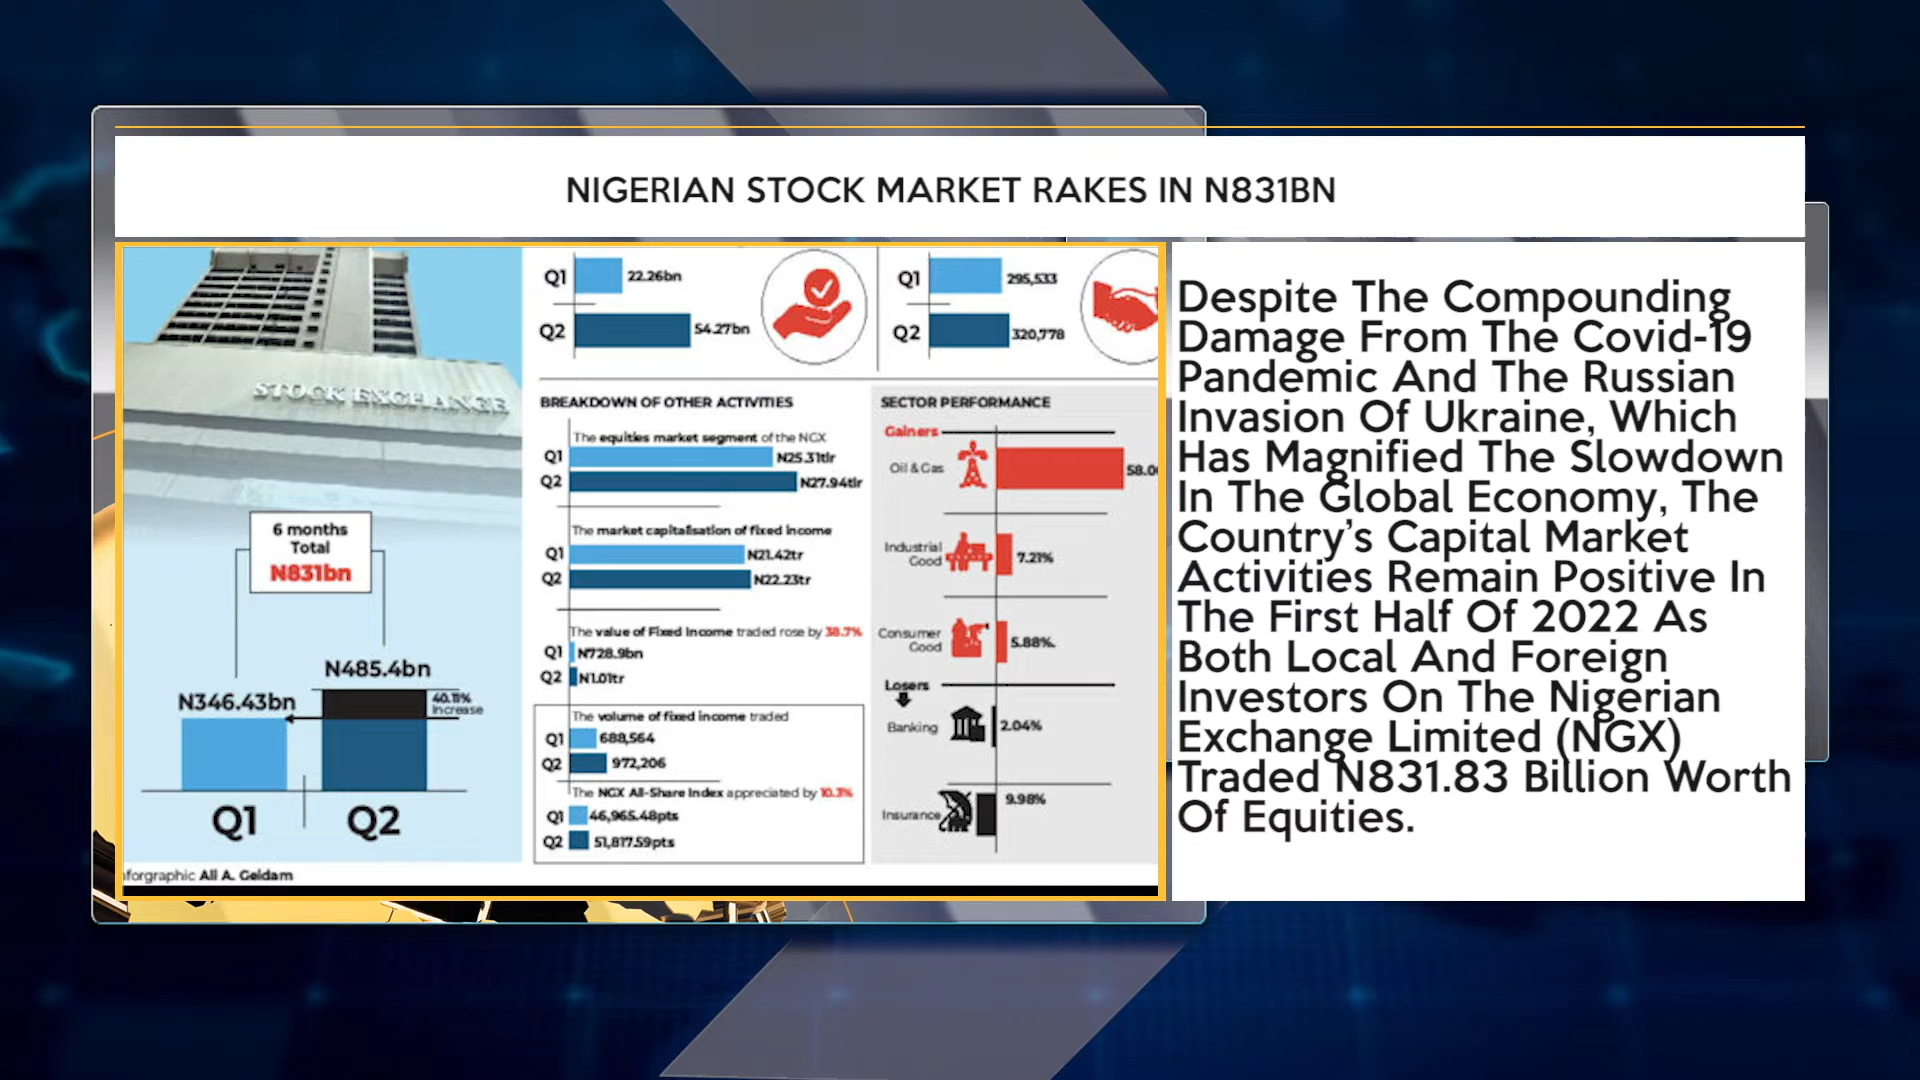 NIGERIAN STOCK MARKET RAKES IN N831BN
STOCK EXCHANGE
6 months
Total
N831bn
N346.43bn
N485.4bn
40.11%
Increase
Q1
Q2
Q1 22.26bn
Q2 54.27bn
Q1 295,533
Q2 320,778
BREAKDOWN OF OTHER ACTIVITIES
The equities market segment of the NGX
Q1 N25.31tlr
Q2 N27.94tlr
The market capitalisation of fixed income
Q1 N21.42tr
Q2 N22.23tr
The value of Fixed Income traded rose by 38.7%
Q1 N728.9bn
Q2 N1.01tr
The volume of fixed income traded
Q1 688,564
Q2 972,206
The NGX All-Share Index appreciated by 10.3%
Q1 46,965.48pts
Q2 51,817.59pts
SECTOR PERFORMANCE
Gainers
Oil & Gas 58.0
Industrial
Good
7.21%
Consumer
Good
5.88%.
Losers
Banking 2.04%
Insurance 9.98%
nforgraphic Ali A. Geidam
Despite The Compounding
Damage From The Covid-19
Pandemic And The Russian
Invasion Of Ukraine, Which
Has Magnified The Slowdown
In The Global Economy, The
Country’s Capital Market
Activities Remain Positive In
The First Half Of 2022 As
Both Local And Foreign
Investors On The Nigerian
Exchange Limited (NGX)
Traded N831.83 Billion Worth
Of Equities.